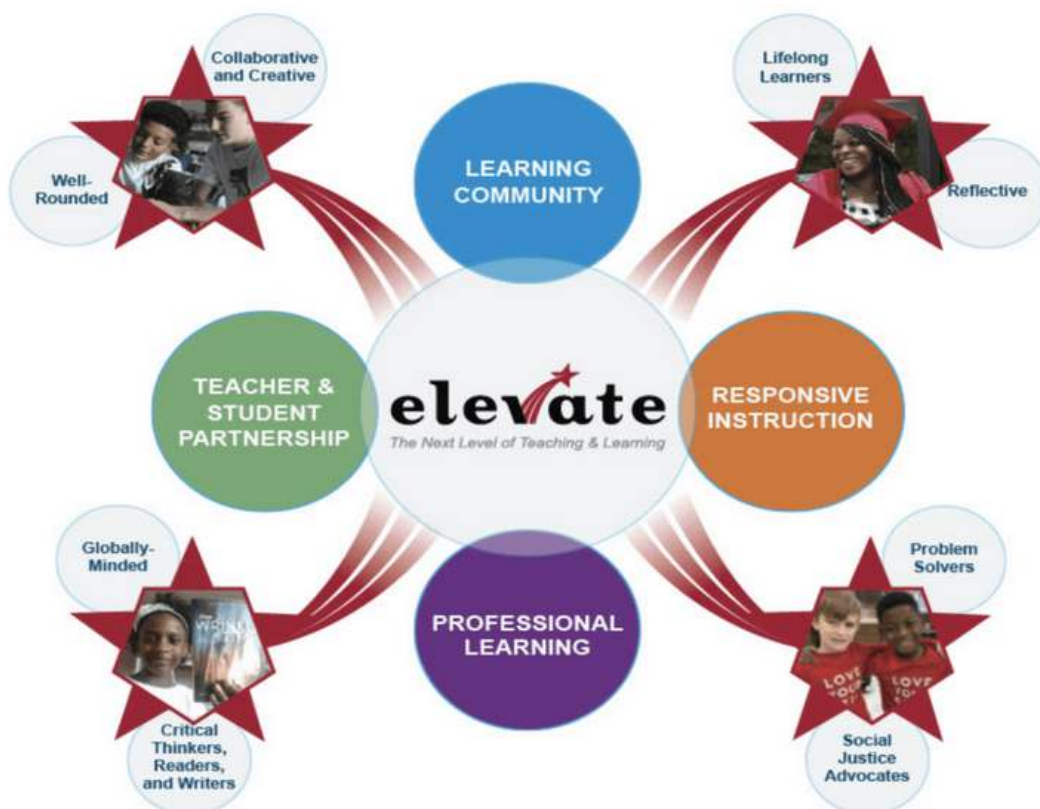 Collaborative
and Creative
Well-
Rounded
Lifelong
Learners
Reflective
LEARNING
COMMUNITY
TEACHER &
STUDENT
PARTNERSHIP
elevate
The Next Level of Teaching & Learning
RESPONSIVE
INSTRUCTION
Globally-
Minded
Critical
Thinkers,
Readers,
and Writers
PROFESSIONAL
LEARNING
Problem
Solvers
LOVE
YOUR
LOVE
Social
Justice
Advocates